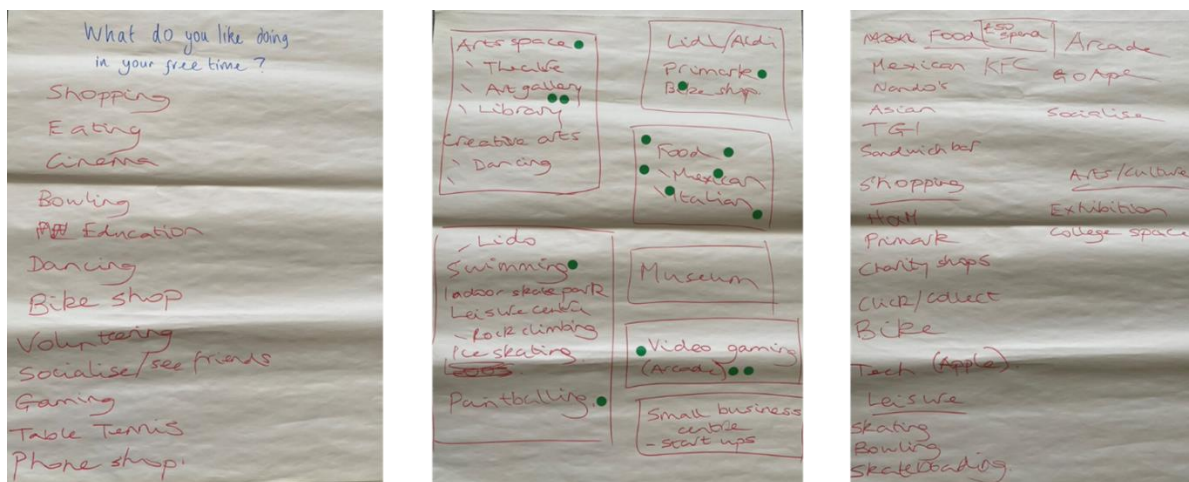 What do you like doing
in your free time?
Shopping
Eating
Cinema
Bowling
Education
Dancing
Bike shop
Volunteering
Socialise/see friends
Gaming
Table Tennis
Phone shop.
Arts space
Theatre
Art gallery
Library
Creative arts
Dancing
Lidl/Aldi
Primark
Bike shop
Food
Mexican
Italian
Lido
Swimming
Indoor skate park
Leisure centre
Rock climbing
Ice skating
Paintballing.
Museum
Video gaming
(Arcade)
Small business
centre
- start ups
Food £50 spend
Mexican KFC
Nando's
Asian
TGI
Sandwich bar
Shopping
H&M
Primark
Charity shops
Click/collect
Bike
Tech (Apple)
Leisure
Skating
Bowling
Skateboading
Arcade
Go Ape
Socialise
Arts/culture
Exhibition
College space